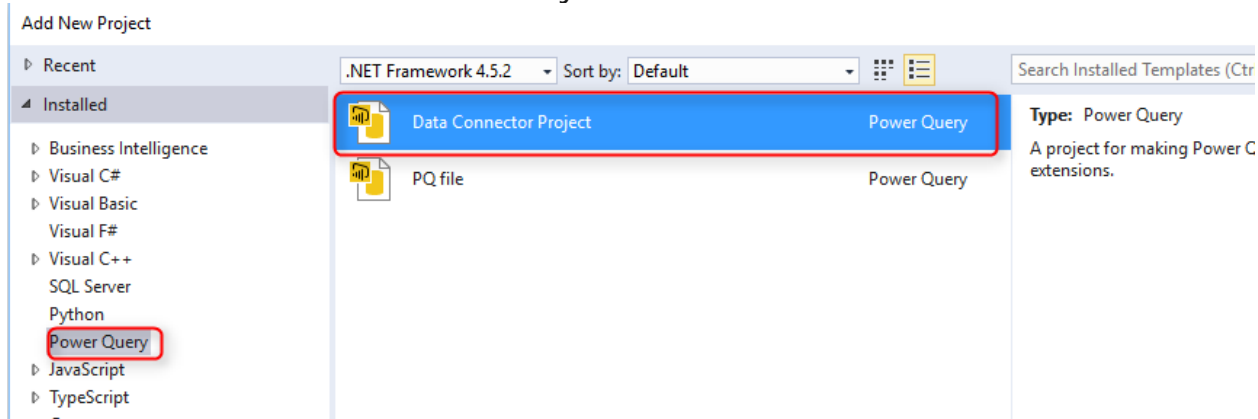 Add New Project
Recent
.NET Framework 4.5.2 Sort by: Default Search Installed Templates (Ctr
Installed
Business Intelligence
Visual C#
Visual Basic
Visual F#
Visual C++
SQL Server
Python
Power Query
JavaScript
TypeScript
Data Connector Project Power Query
PQ file Power Query
Type: Power Query
A project for making Power Q
extensions.